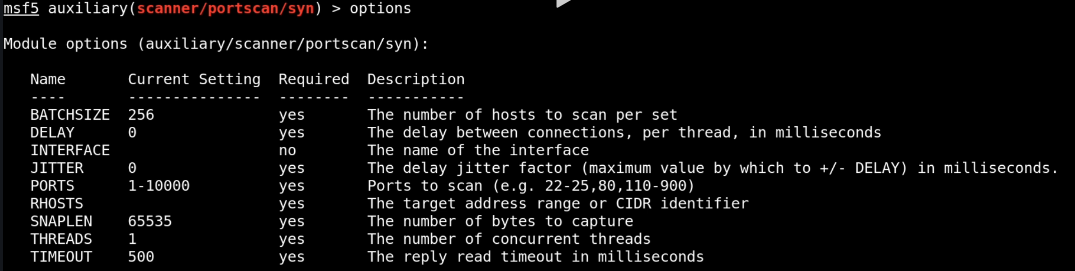 msf5 auxiliary(scanner/portscan/syn) > options
Module options (auxiliary/scanner/portscan/syn):
Name Current Setting Required Description
---- --------------- -------- -----------
BATCHSIZE 256 yes The number of hosts to scan per set
DELAY 0 yes The delay between connections, per thread, in milliseconds
INTERFACE no The name of the interface
JITTER 0 yes The delay jitter factor (maximum value by which to +/- DELAY) in milliseconds.
PORTS 1-10000 yes Ports to scan (e.g. 22-25,80,110-900)
RHOSTS yes The target address range or CIDR identifier
SNAPLEN 65535 yes The number of bytes to capture
THREADS 1 yes The number of concurrent threads
TIMEOUT 500 yes The reply read timeout in milliseconds